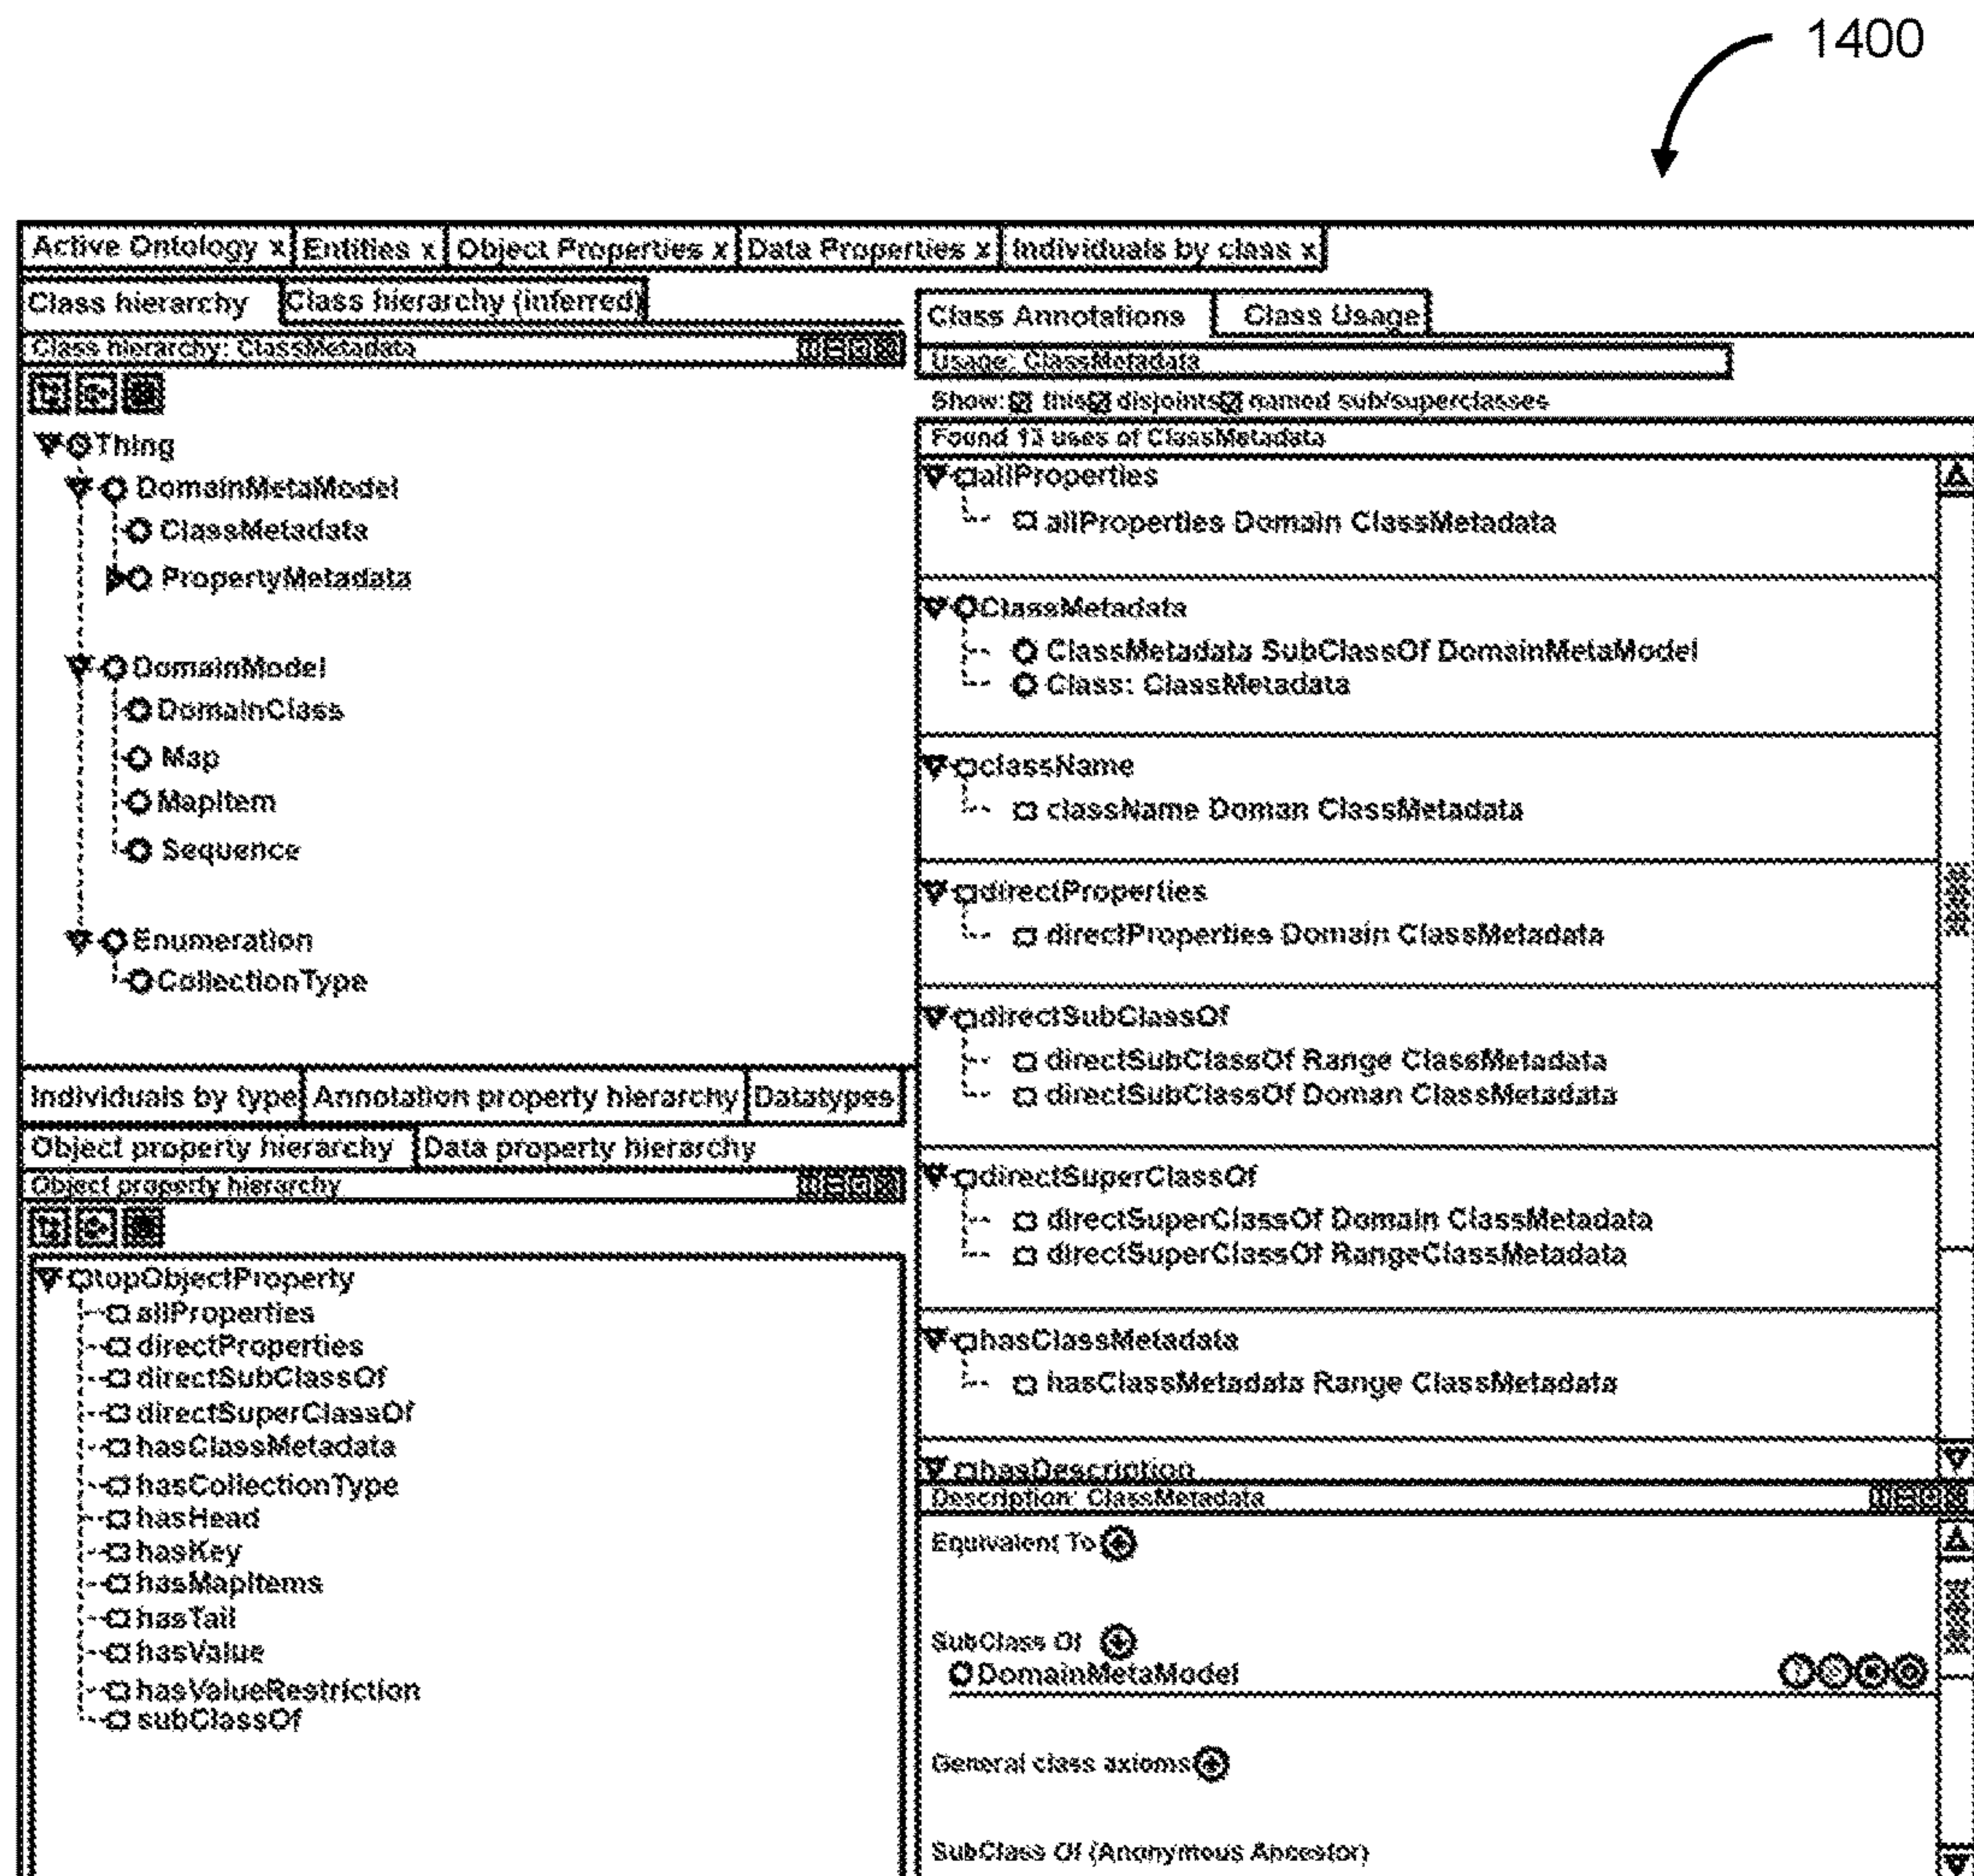 1400
Active Ontology x Entities x Object Properties x Data Properties x Individuals by class x
Class hierarchy Class hierarchy (inferred)
Class hierarchy: ClassMetadata
Thing
DomainMetaModel
ClassMetadata
PropertyMetadata
DomainModel
DomainClass
Map
MapItem
Sequence
Enumeration
CollectionType
Individuals by type Annotation property hierarchy Datatypes
Object property hierarchy Data property hierarchy
Object property hierarchy
topObjectProperty
allProperties
directProperties
directSubClassOf
directSuperClassOf
hasClassMetadata
hasCollectionType
hasHead
hasKey
hasMapItems
hasTail
hasValue
hasValueRestriction
subClassOf
Class Annotations Class Usage
Usage: ClassMetadata
Show: this disjoints named sub/superclasses
Found 13 uses of ClassMetadata
allProperties
allProperties Domain ClassMetadata
ClassMetadata
ClassMetadata SubClassOf DomainMetaModel
Class: ClassMetadata
className
className Doman ClassMetadata
directProperties
directProperties Domain ClassMetadata
directSubClassOf
directSubClassOf Range ClassMetadata
directSubClassOf Doman ClassMetadata
directSuperClassOf
directSuperClassOf Domain ClassMetadata
directSuperClassOf RangeClassMetadata
hasClassMetadata
hasClassMetadata Range ClassMetadata
hasDescription
Description: ClassMetadata
Equivalent To
SubClass Of
DomainMetaModel
General class axioms
SubClass Of (Anonymous Ancestor)